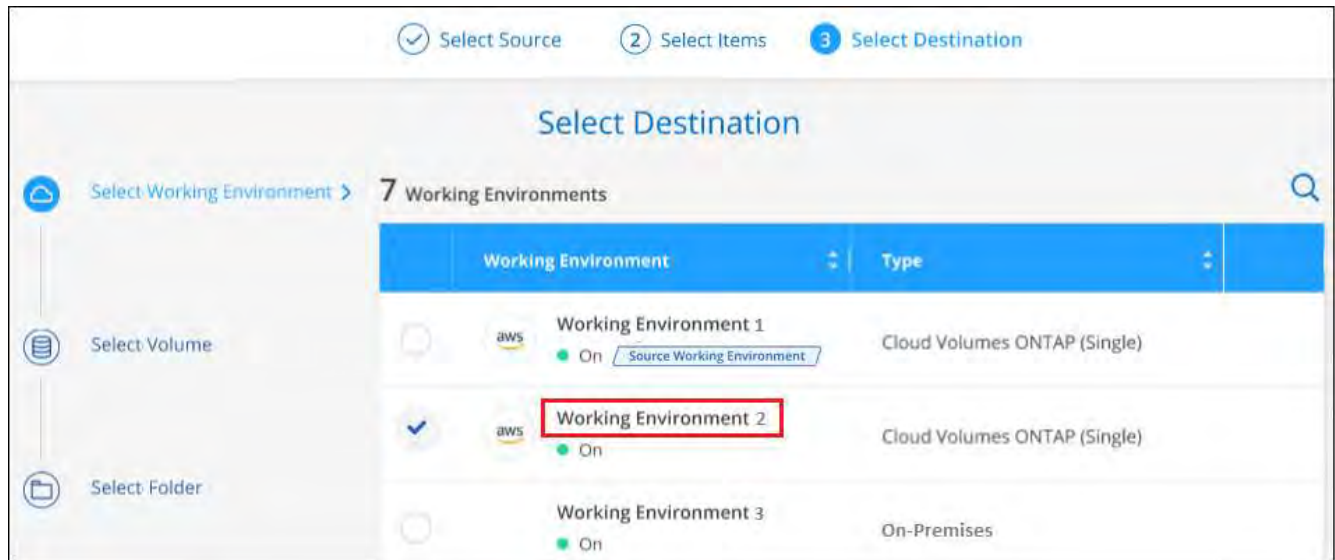 Select Source 2 Select Items 3 Select Destination
Select Destination
Select Working Environment
7 Working Environments
Working Environment Type
aws Working Environment 1 Cloud Volumes ONTAP (Single)
On Source Working Environment
Select Volume
aws Working Environment 2 Cloud Volumes ONTAP (Single)
On
Select Folder
Working Environment 3 On-Premises
On